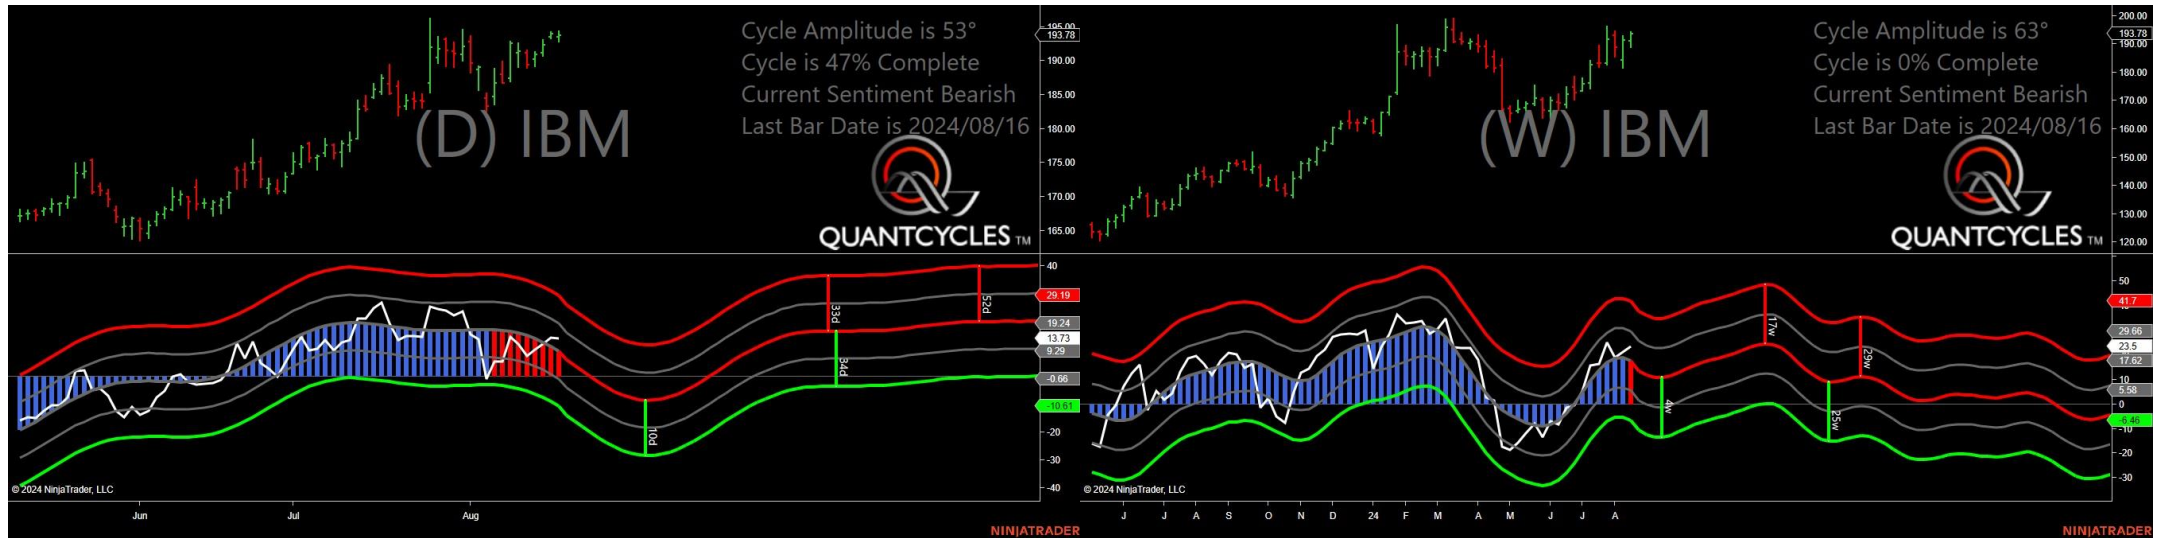 Cycle Amplitude is 53°
Cycle is 47% Complete
Current Sentiment Bearish
Last Bar Date is 2024/08/16
(D) IBM
QUANTCYCLES TM
195.00
193.78
190.00
185.00
180.00
175.00
170.00
165.00
40
29.19
19.24
13.73
9.29
-0.66
-10.61
-20
-30
-40
10d
33d
34d
52d
© 2024 NinjaTrader, LLC
Jun Jul Aug
NINJATRADER
Cycle Amplitude is 63°
Cycle is 0% Complete
Current Sentiment Bearish
Last Bar Date is 2024/08/16
(W) IBM
QUANTCYCLES TM
200.00
193.78
190.00
180.00
170.00
160.00
150.00
140.00
130.00
120.00
50
41.7
29.66
23.5
17.62
10
5.58
0
-6.46
-10
-20
-30
4w
17w
25w
29w
© 2024 NinjaTrader, LLC
J J A S O N D 24 F M A M J J A
NINJATRADER